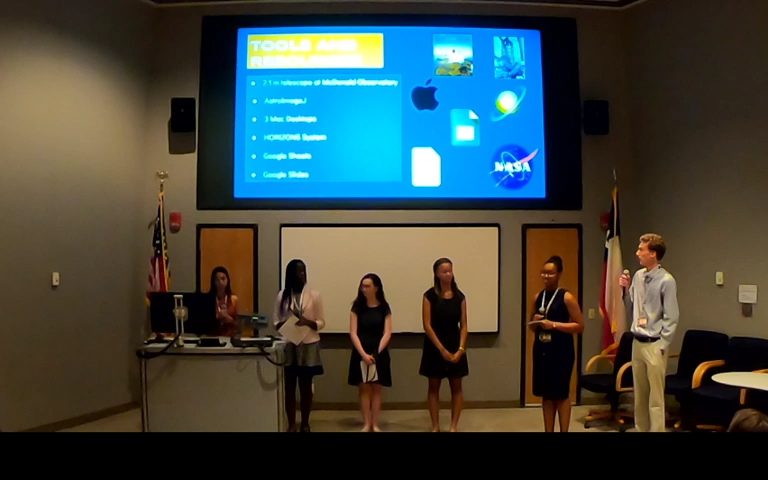 TOOLS AND
RESOURCES
2.1 m telescope at McDonald Observatory
AstroImageJ
3 Mac Desktops
HORIZONS System
Google Sheets
Google Slides
NASA